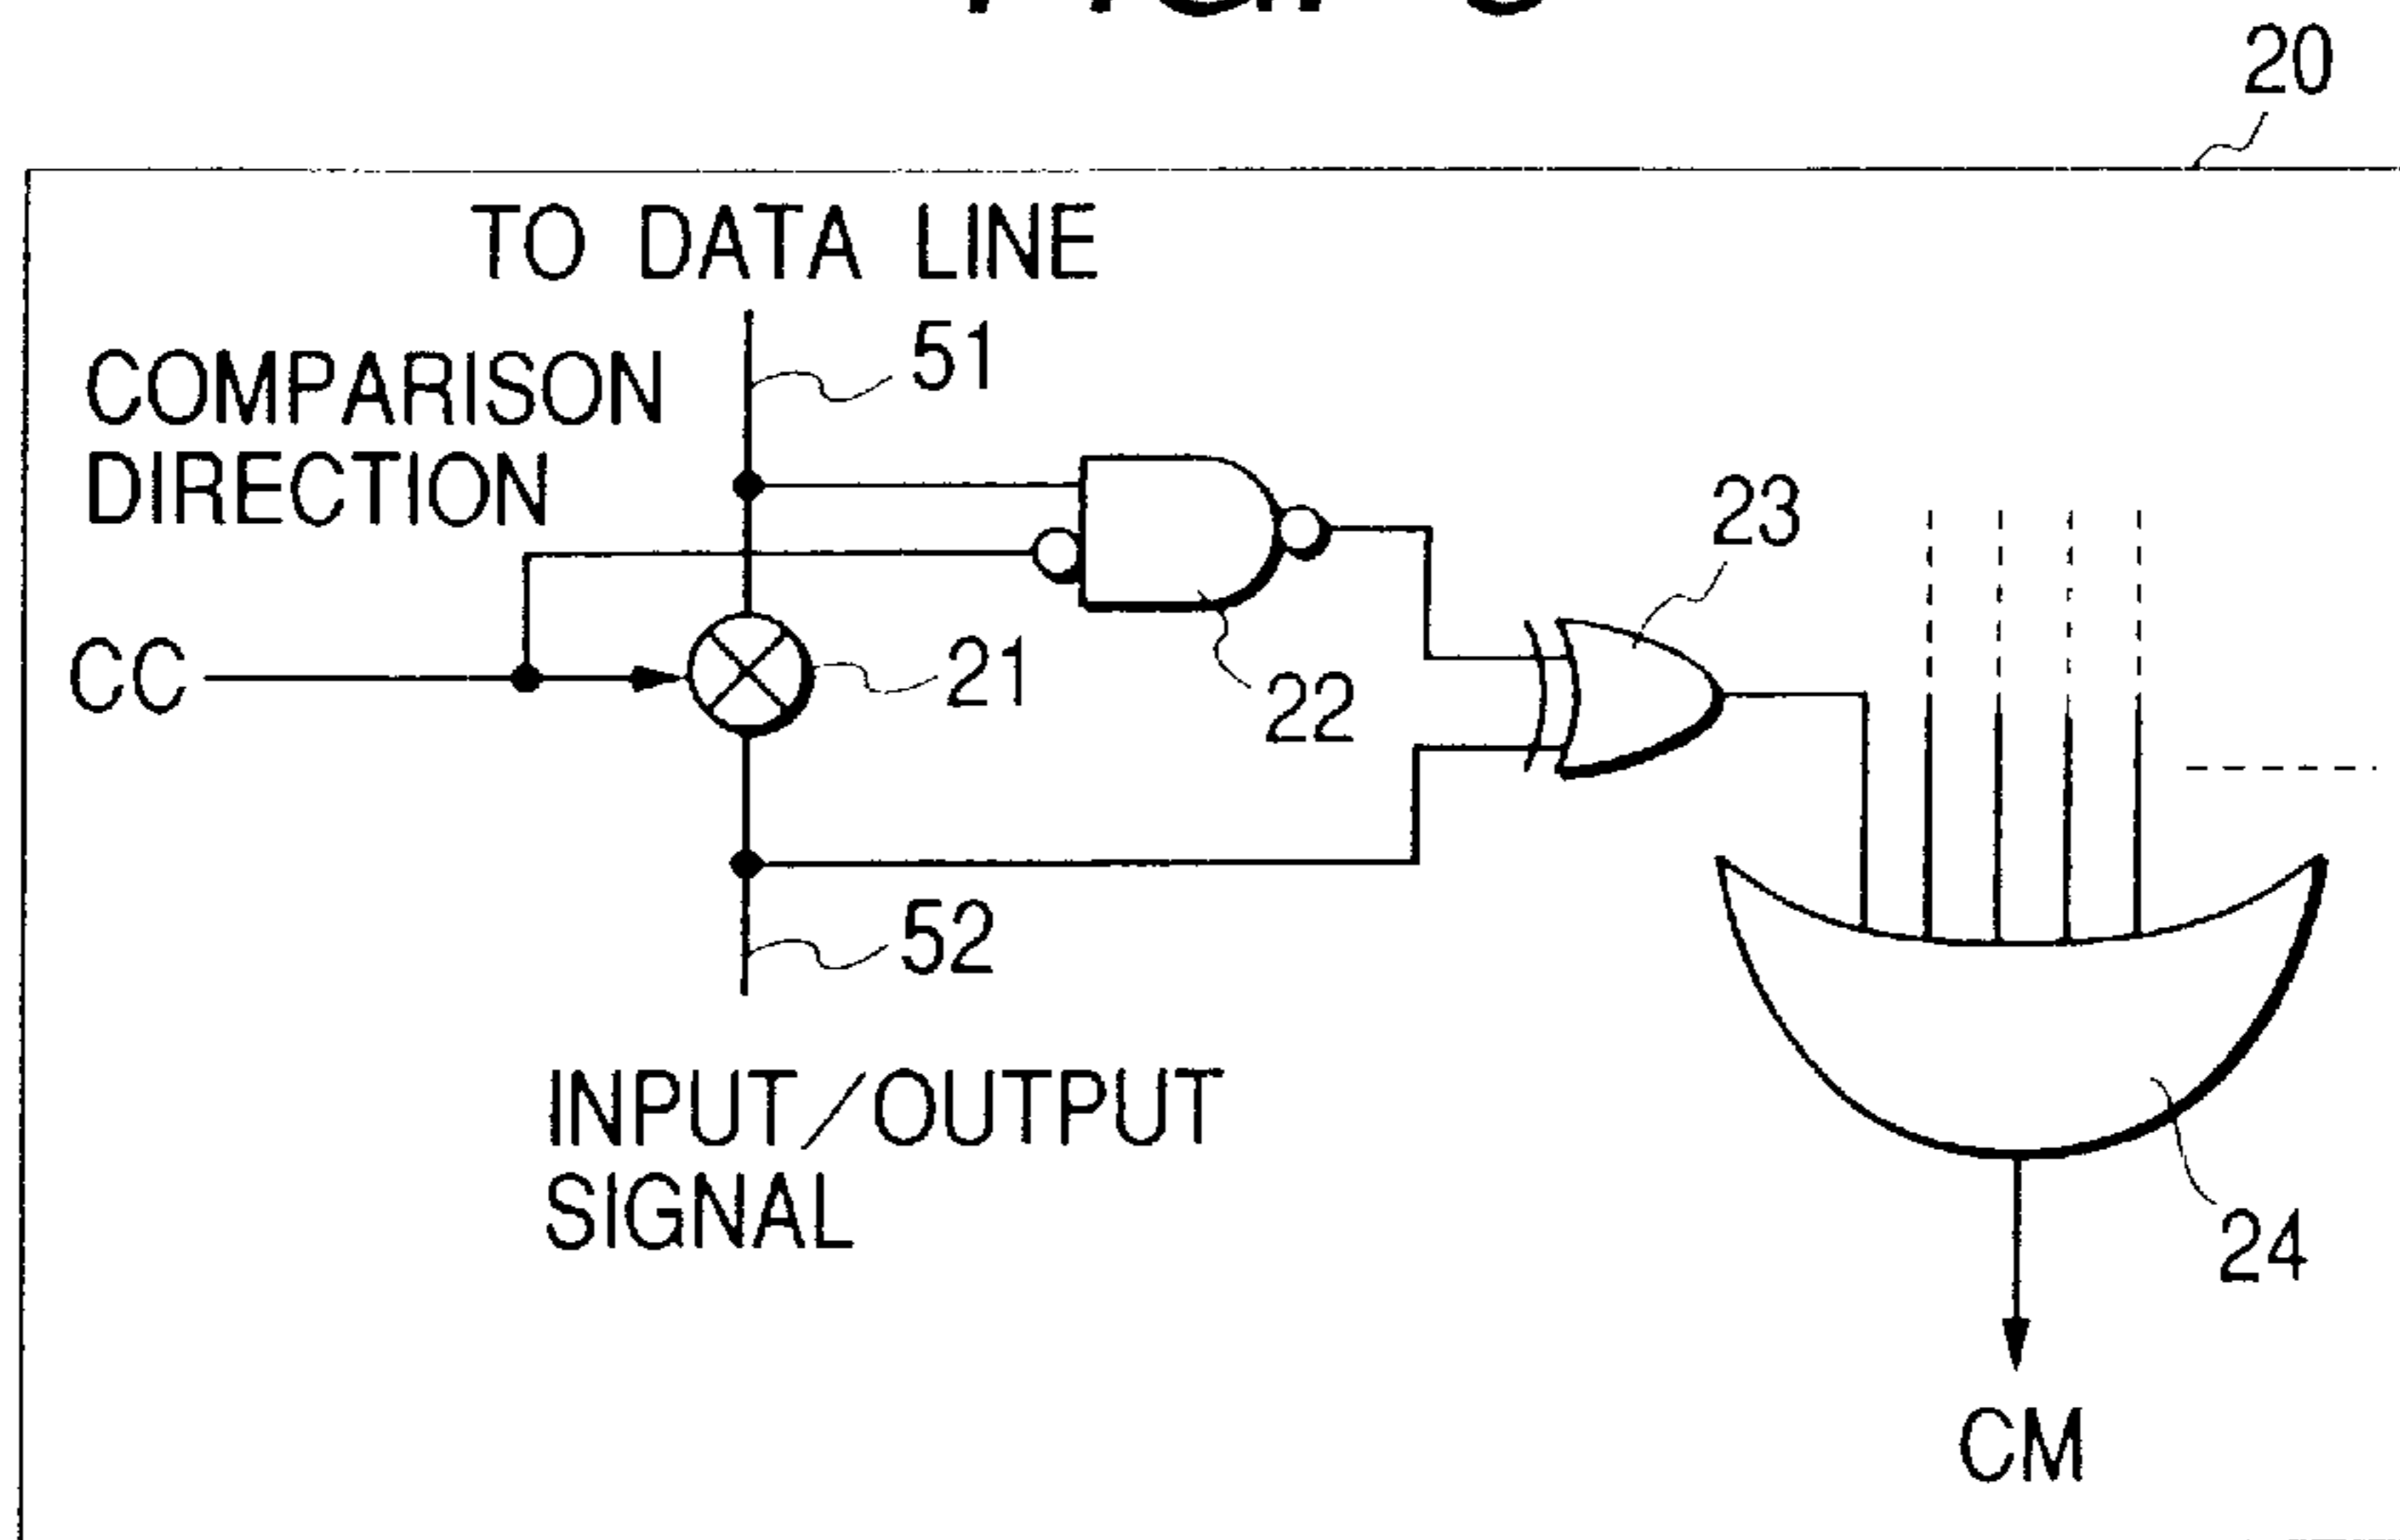 20
TO DATA LINE
51
COMPARISON
DIRECTION
23
CC
21
22
52
INPUT/OUTPUT
SIGNAL
24
CM